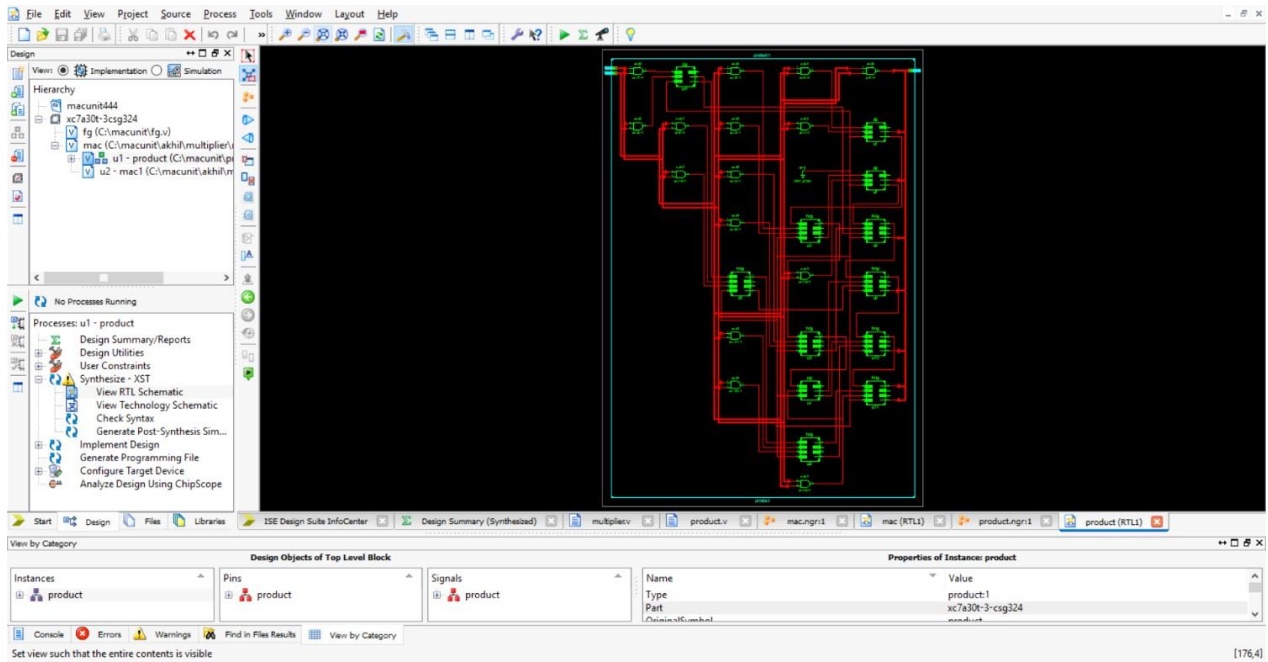 File Edit View Project Source Process Tools Window Layout Help
Design
View: Implementation Simulation
Hierarchy
macunit444
xc7a30t-3csg324
fg (C:\macunit\fg.v)
mac (C:\macunit\akhil\multiplier\
u1 - product (C:\macunit\p
u2 - mac1 (C:\macunit\akhil\m
No Processes Running
Processes: u1 - product
Design Summary/Reports
Design Utilities
User Constraints
Synthesize - XST
View RTL Schematic
View Technology Schematic
Check Syntax
Generate Post-Synthesis Sim...
Implement Design
Generate Programming File
Configure Target Device
Analyze Design Using ChipScope
product:1
product
Start Design Files Libraries
ISE Design Suite InfoCenter Design Summary (Synthesized) multiplier.v product.v mac.ngr:1 mac (RTL1) product.ngr:1 product (RTL1)
View by Category
Design Objects of Top Level Block Properties of Instance: product
Instances Pins Signals Name Value
product product product Type product:1
Part xc7a30t-3-csg324
OriginalSymbol product
Console Errors Warnings Find in Files Results View by Category
Set view such that the entire contents is visible [176,4]